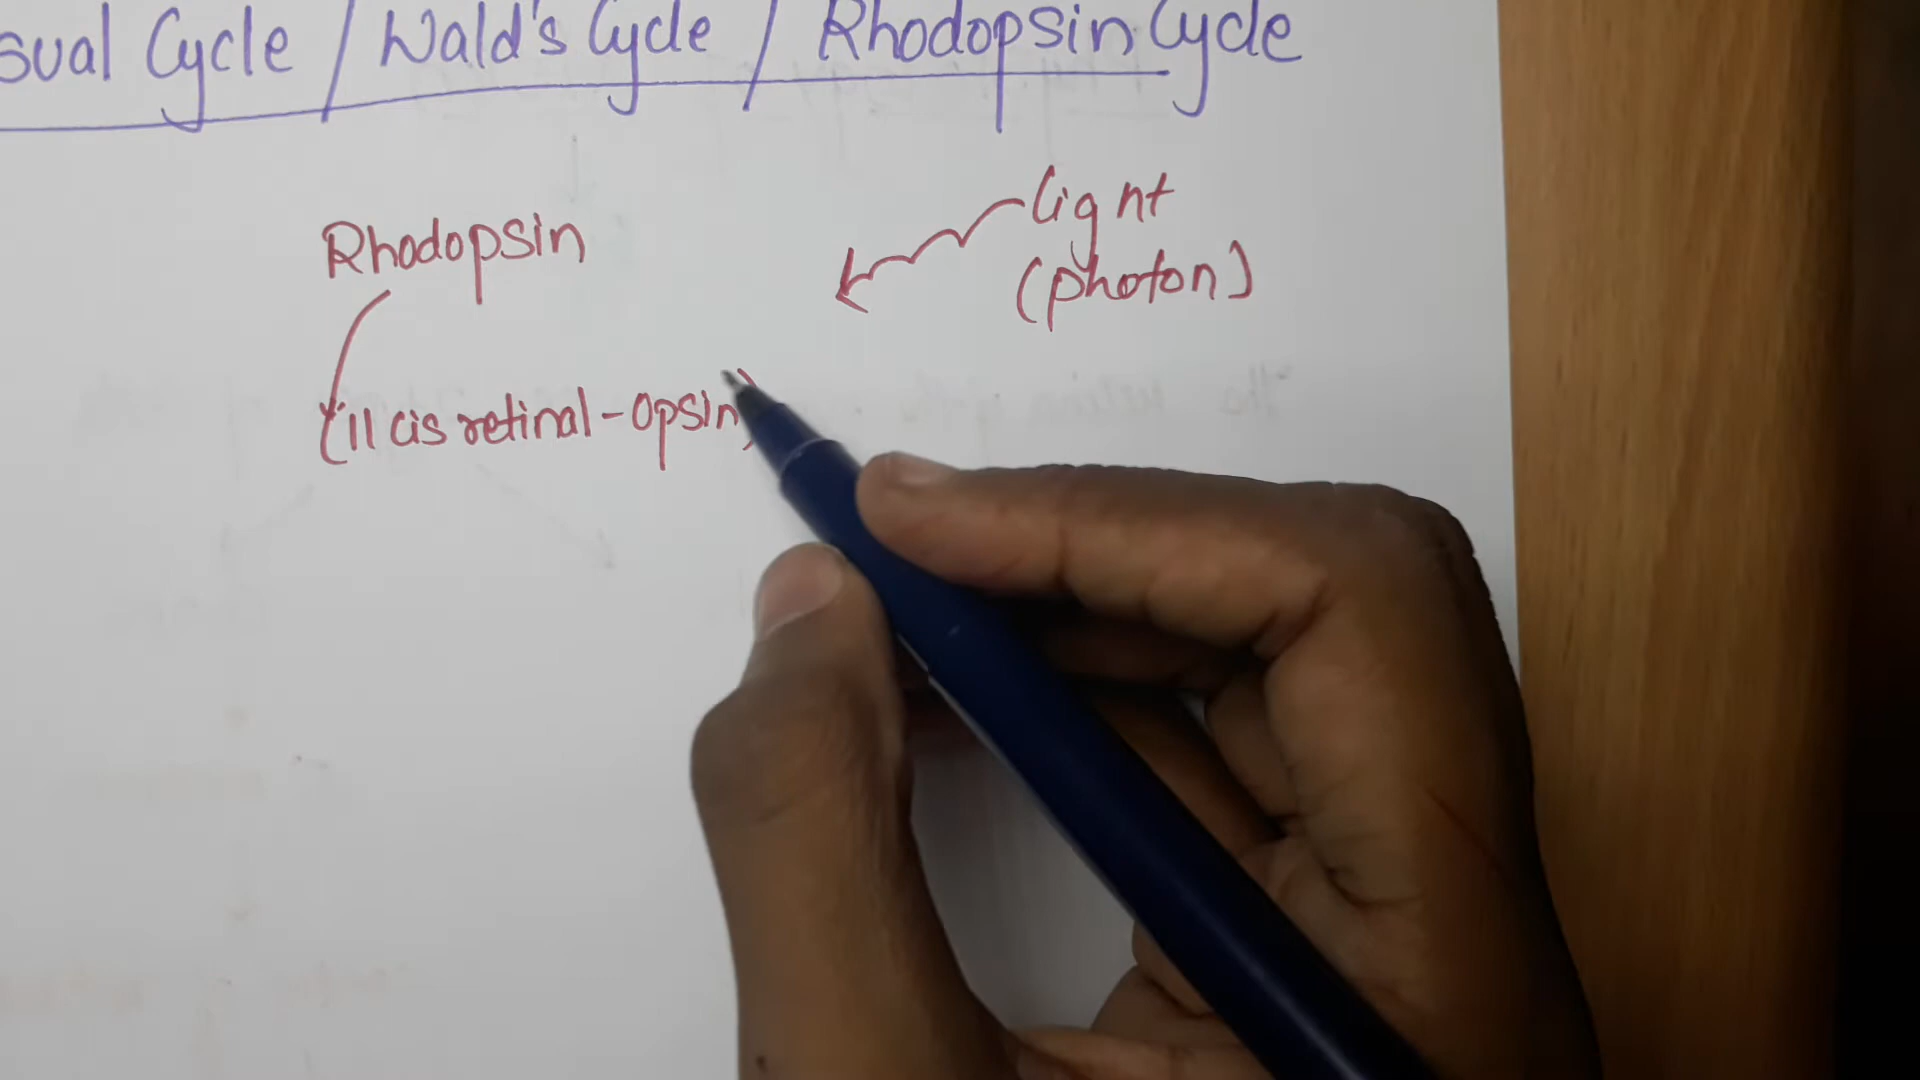 sual Cycle / Wald's Cycle / Rhodopsin Cycle
Rhodopsin
Light
(photon)
(11 cis retinal - Opsin)